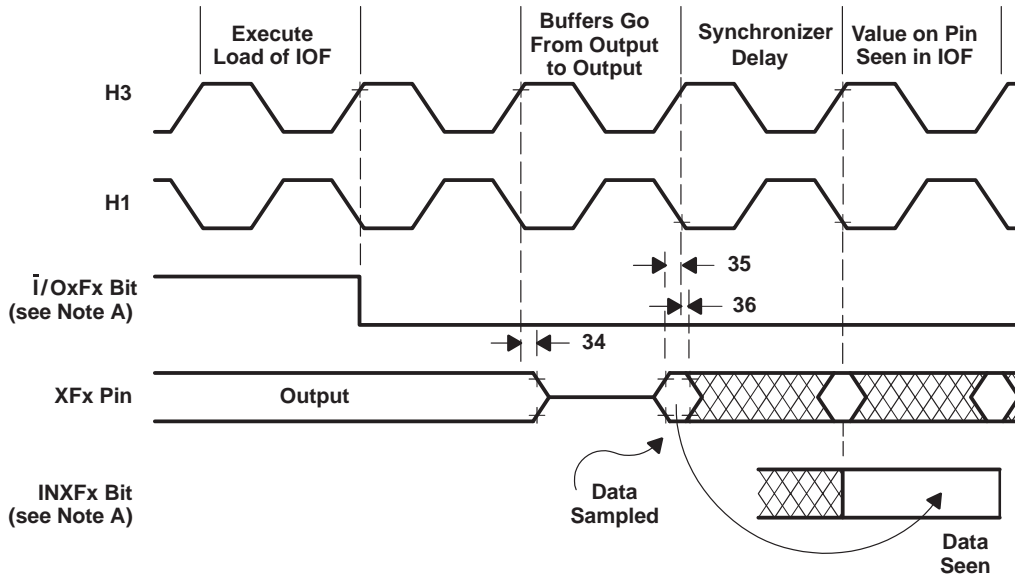 Execute
Load of IOF
Buffers Go
From Output
to Output
Synchronizer
Delay
Value on Pin
Seen in IOF
H3
H1
Ī/OxFx Bit
(see Note A)
35
36
34
XFx Pin
Output
INXFx Bit
(see Note A)
Data
Sampled
Data
Seen